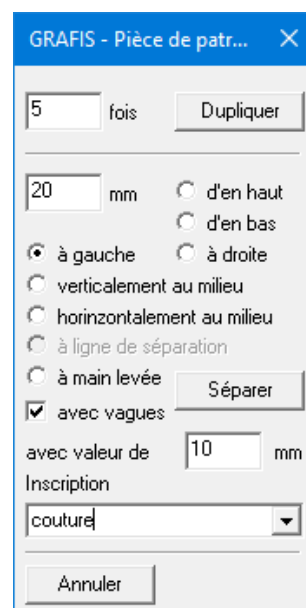 GRAFIS - Pièce de patr...
5 fois Dupliquer
20 mm d'en haut
d'en bas
à gauche à droite
verticalement au milieu
horinzontalement au milieu
à ligne de séparation
à main levée Séparer
avec vagues
avec valeur de 10 mm
Inscription
couture
Annuler